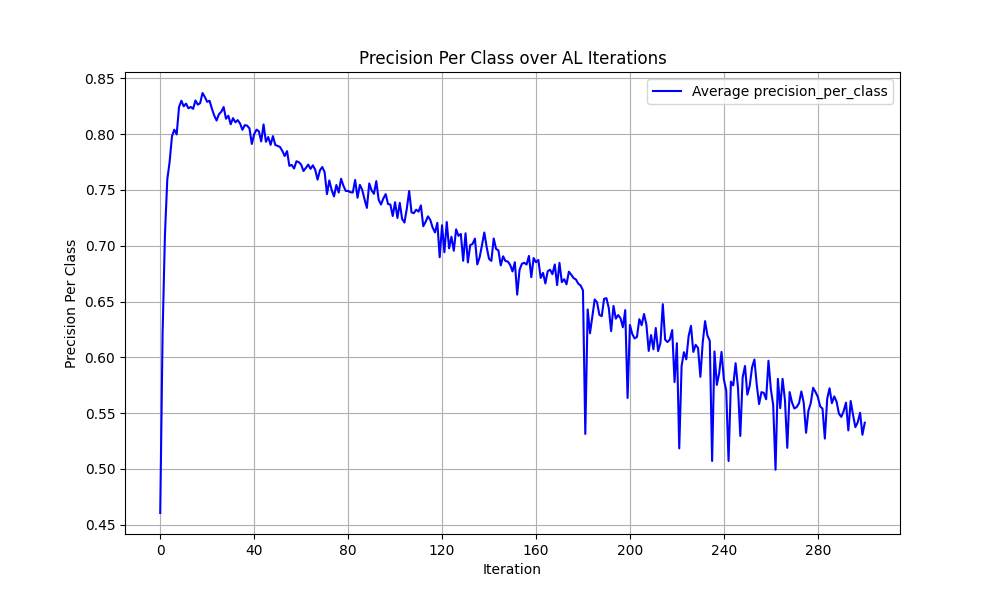 Precision Per Class over AL Iterations
Average precision_per_class
Precision Per Class
0.85
0.80
0.75
0.70
0.65
0.60
0.55
0.50
0.45
0 40 80 120 160 200 240 280
Iteration